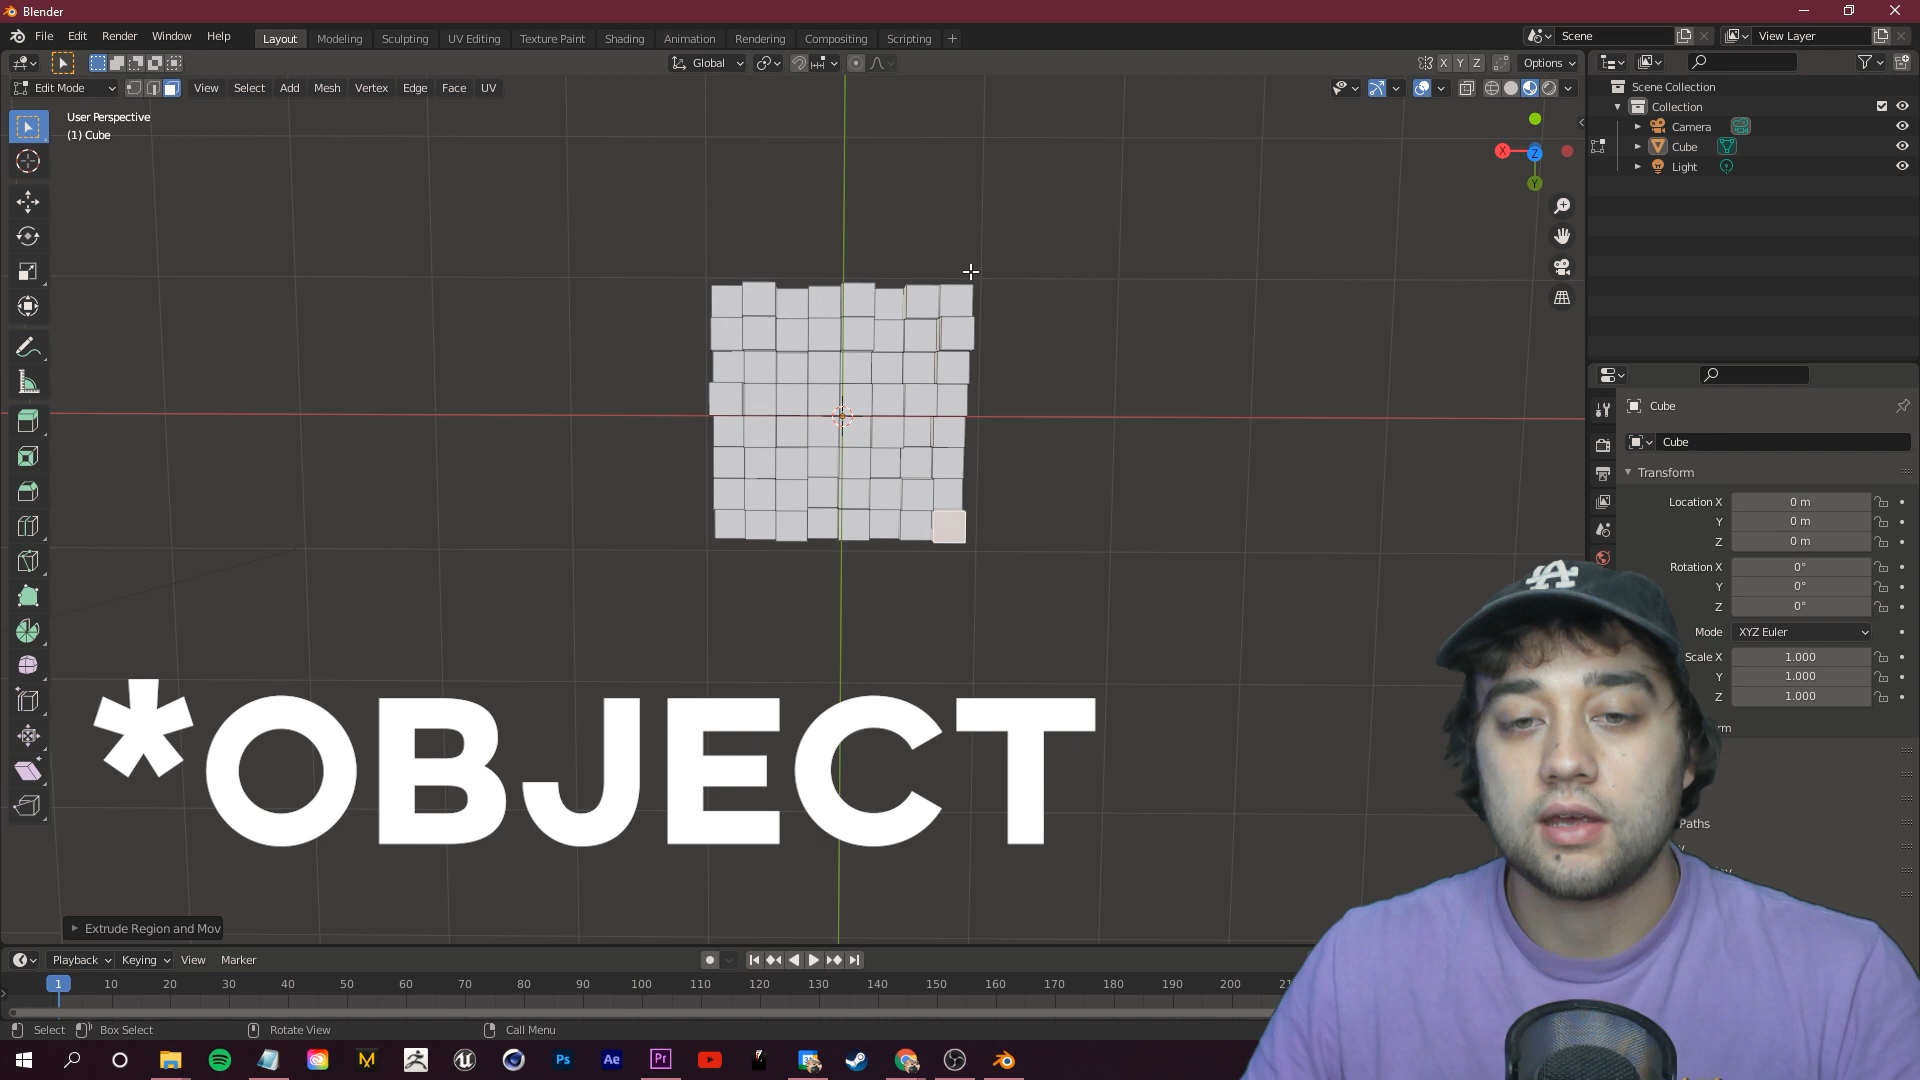 Blender
File Edit Render Window Help
Layout Modeling Sculpting UV Editing Texture Paint Shading Animation Rendering Compositing Scripting +
Scene
View Layer
Global
X Y Z
Options
Edit Mode
View Select Add Mesh Vertex Edge Face UV
User Perspective
(1) Cube
X Z Y
Scene Collection
Collection
Camera
Cube
Light
Cube
Cube
Transform
Location X 0 m
Y 0 m
Z 0 m
Rotation X 0°
Y 0°
Z 0°
Mode XYZ Euler
Scale X 1.000
Y 1.000
Z 1.000
Paths
LA
*OBJECT
Extrude Region and Mov
Playback Keying View Marker
1 10 20 30 40 50 60 70 80 90 100 110 120 130 140 150 160 170 180 190 200
Select Box Select Rotate View Call Menu
Ps Ae Pr